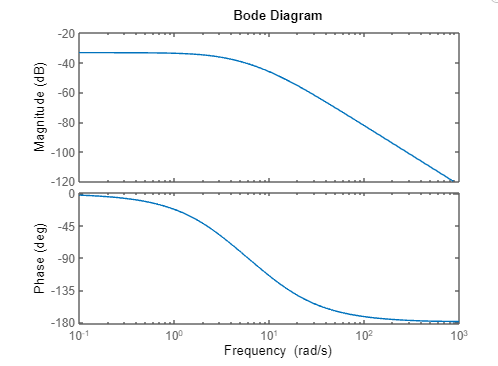 Bode Diagram
Magnitude (dB)
-20
-40
-60
-80
-100
-120
Phase (deg)
0
-45
-90
-135
-180
10⁻¹ 10⁰ 10¹ 10² 10³
Frequency (rad/s)